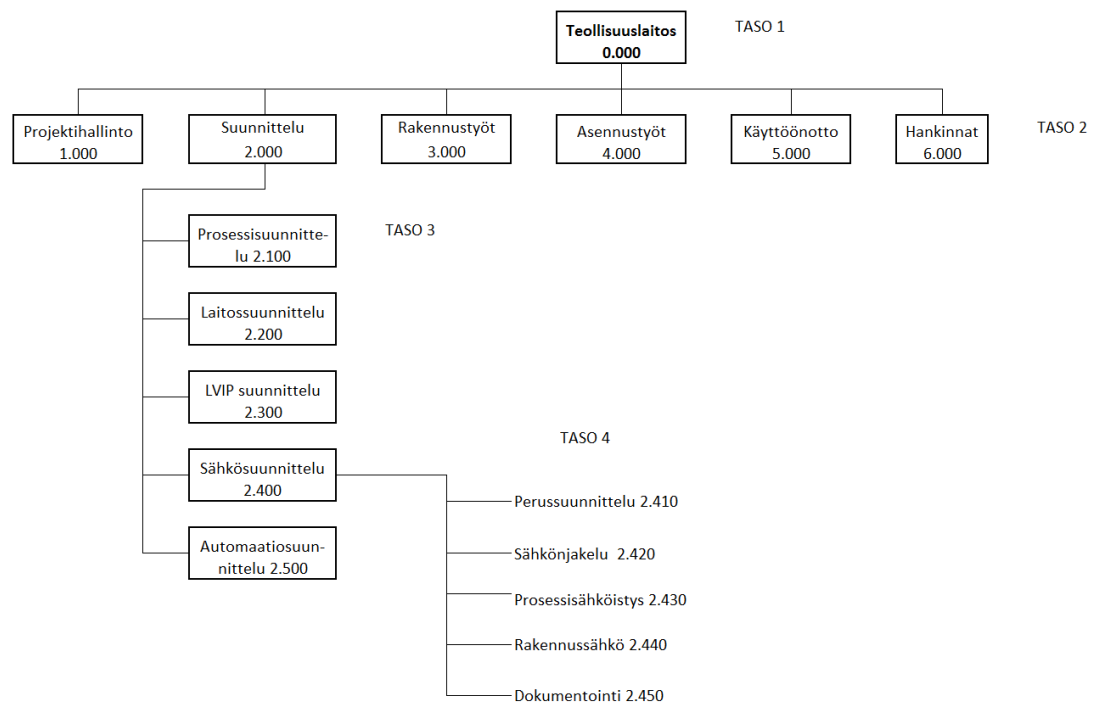 Teollisuuslaitos
0.000
TASO 1
Projektihallinto
1.000
Suunnittelu
2.000
Rakennustyöt
3.000
Asennustyöt
4.000
Käyttöönotto
5.000
Hankinnat
6.000
TASO 2
Prosessisuunnitte-
lu 2.100
TASO 3
Laitossuunnittelu
2.200
LVIP suunnittelu
2.300
Sähkösuunnittelu
2.400
Automaatiosuun-
nittelu 2.500
TASO 4
Perussuunnittelu 2.410
Sähkönjakelu 2.420
Prosessisähköistys 2.430
Rakennussähkö 2.440
Dokumentointi 2.450